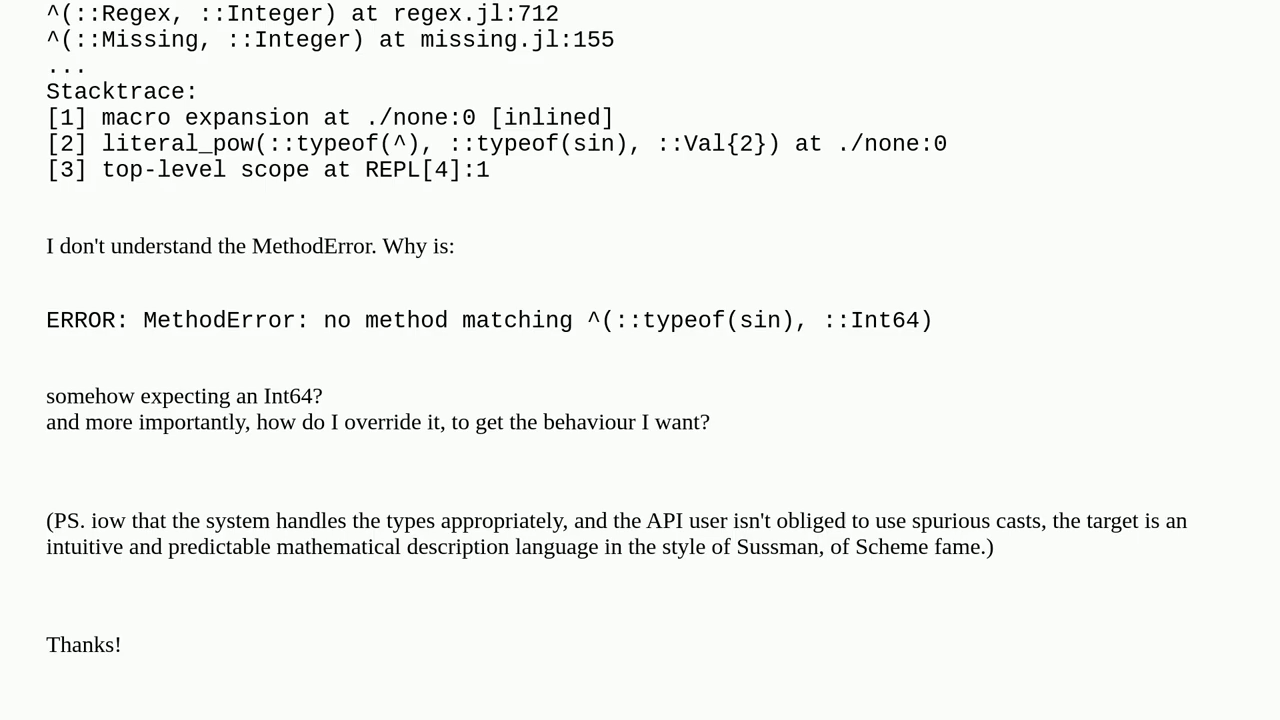 ^(::Regex, ::Integer) at regex.jl:712
^(::Missing, ::Integer) at missing.jl:155
...
Stacktrace:
[1] macro expansion at ./none:0 [inlined]
[2] literal_pow(::typeof(^), ::typeof(sin), ::Val{2}) at ./none:0
[3] top-level scope at REPL[4]:1
I don't understand the MethodError. Why is:
ERROR: MethodError: no method matching ^(::typeof(sin), ::Int64)
somehow expecting an Int64?
and more importantly, how do I override it, to get the behaviour I want?
(PS. iow that the system handles the types appropriately, and the API user isn't obliged to use spurious casts, the target is an
intuitive and predictable mathematical description language in the style of Sussman, of Scheme fame.)
Thanks!